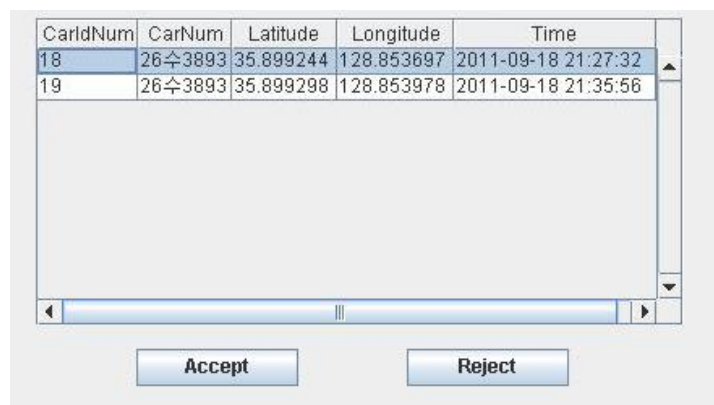 CarIdNum CarNum Latitude Longitude Time
18 26수3893 35.899244 128.853697 2011-09-18 21:27:32
19 26수3893 35.899298 128.853978 2011-09-18 21:35:56
Accept Reject